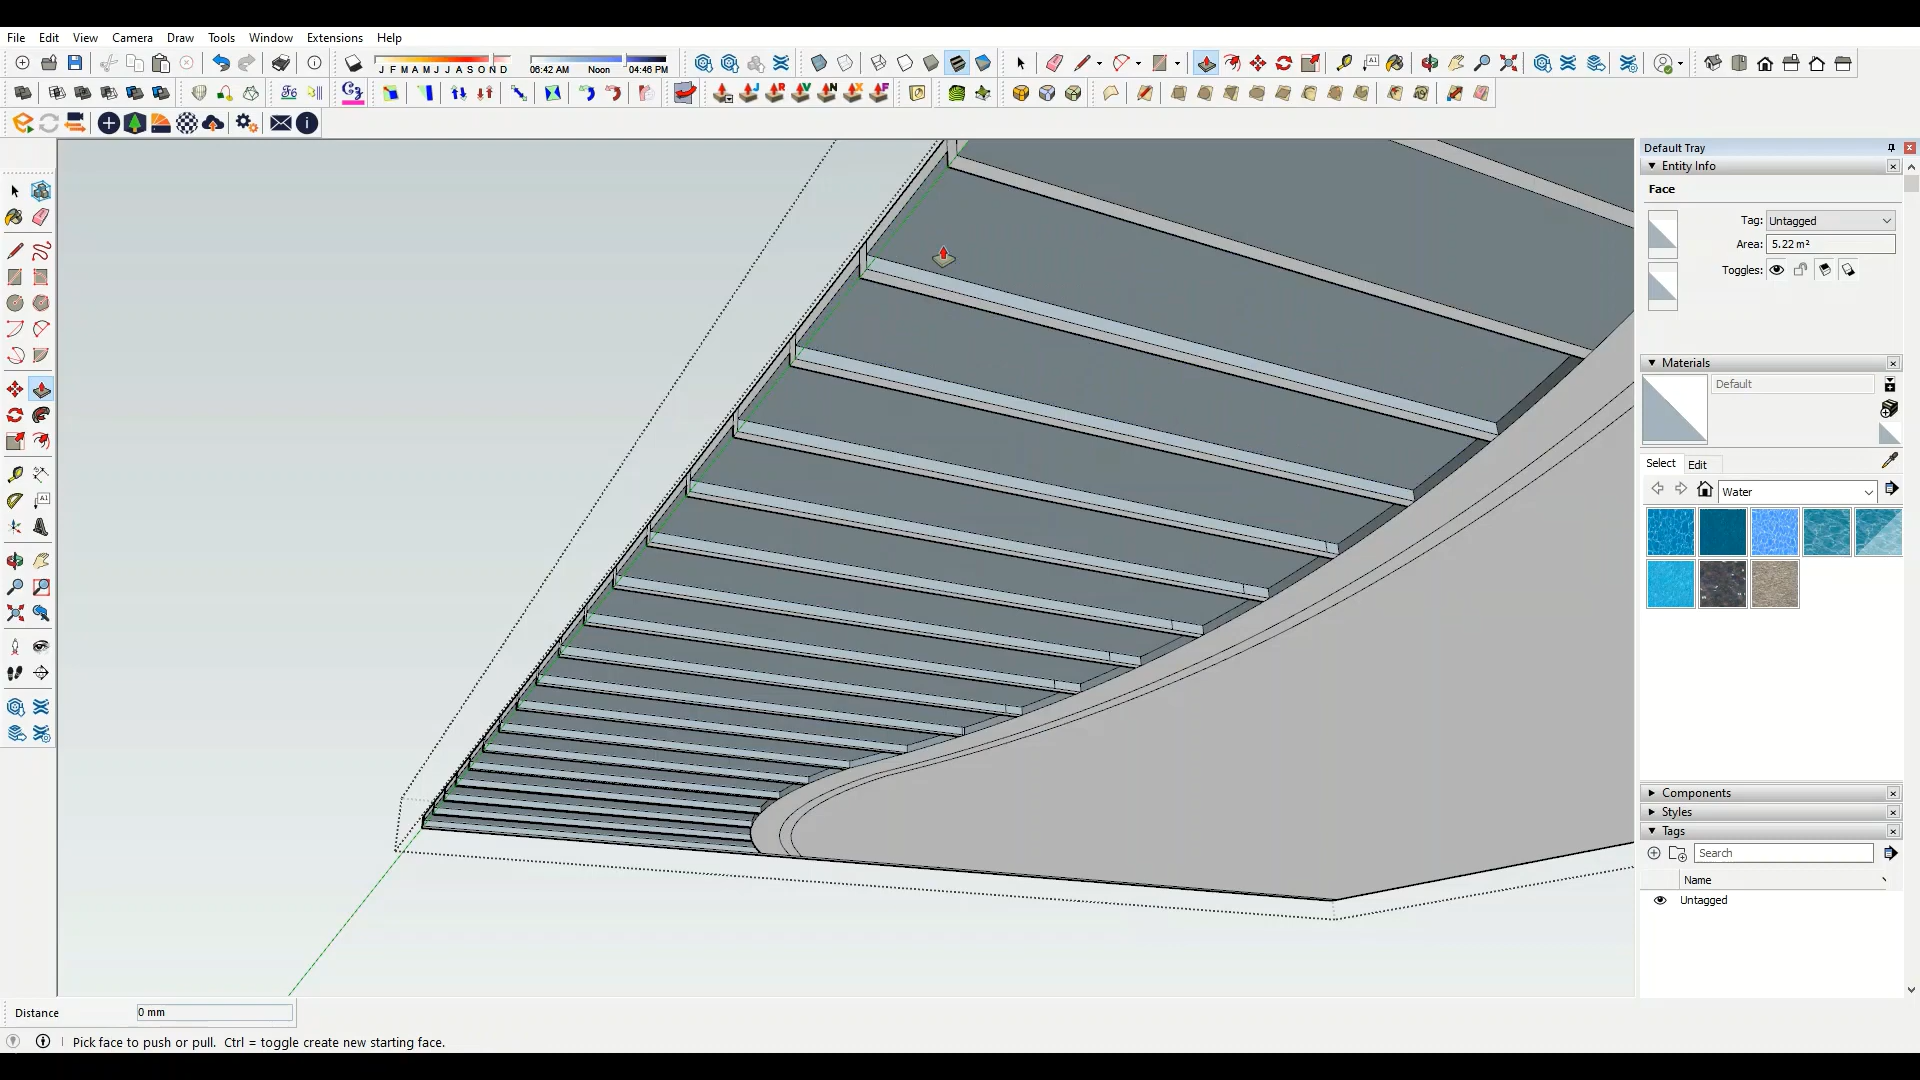 File Edit View Camera Draw Tools Window Extensions Help
J F M A M J J A S O N D
06:42 AM Noon 04:46 PM
Default Tray
Entity Info
Face
Tag: Untagged
Area: 5.22 m²
Toggles:
Materials
Default
Select Edit
Water
Components
Styles
Tags
Search
Name
Untagged
Distance 0 mm
Pick face to push or pull. Ctrl = toggle create new starting face.